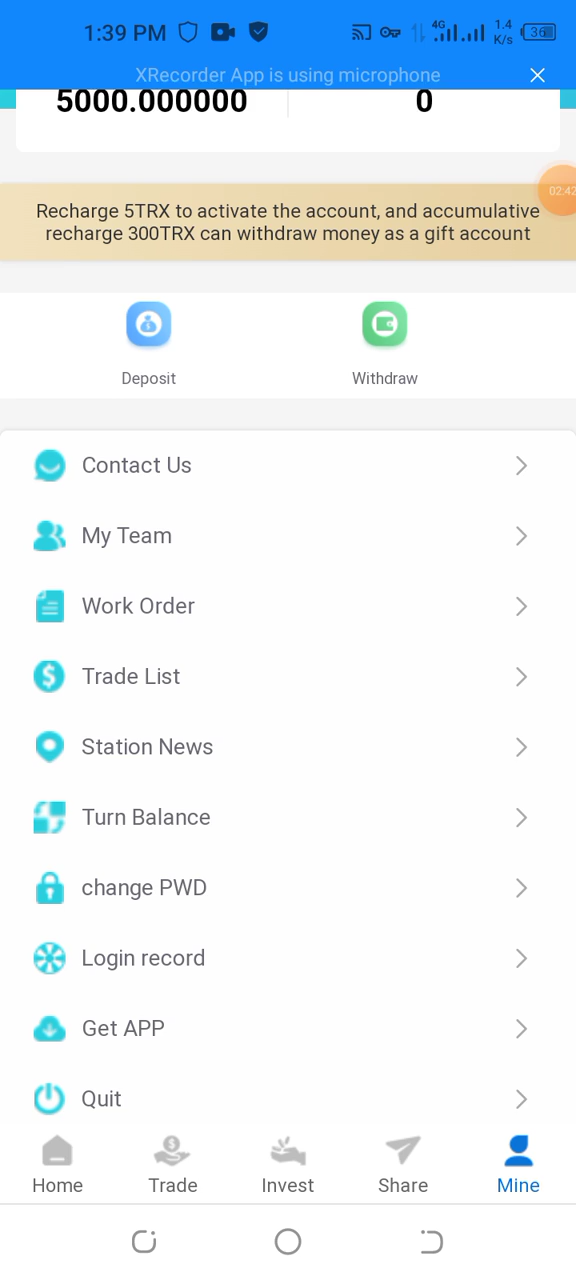 1:39 PM
4G
1.4
K/s
36
XRecorder App is using microphone
5000.000000
0
02:42
Recharge 5TRX to activate the account, and accumulative
recharge 300TRX can withdraw money as a gift account
Deposit
Withdraw
Contact Us
My Team
Work Order
Trade List
Station News
Turn Balance
change PWD
Login record
Get APP
Quit
Home
Trade
Invest
Share
Mine